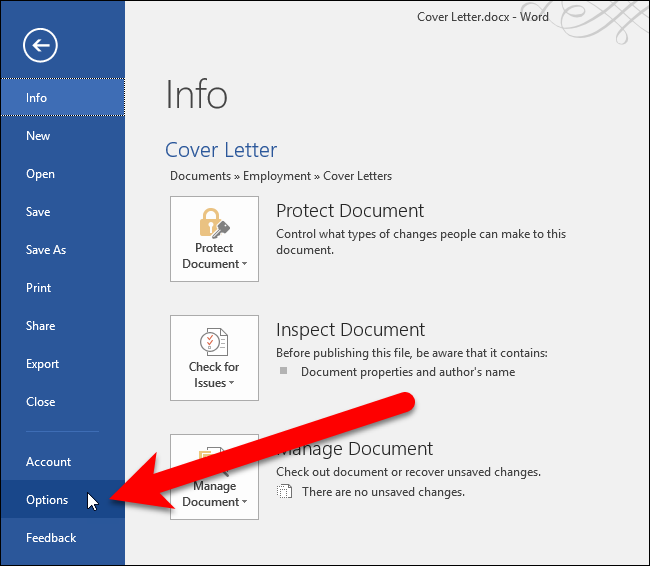 Cover Letter.docx - Word
Info
New
Open
Save
Save As
Print
Share
Export
Close
Account
Options
Feedback
Info
Cover Letter
Documents » Employment » Cover Letters
Protect
Document
Protect Document
Control what types of changes people can make to this
document.
Check for
Issues
Inspect Document
Before publishing this file, be aware that it contains:
Document properties and author's name
Manage
Document
Manage Document
Check out document or recover unsaved changes.
There are no unsaved changes.